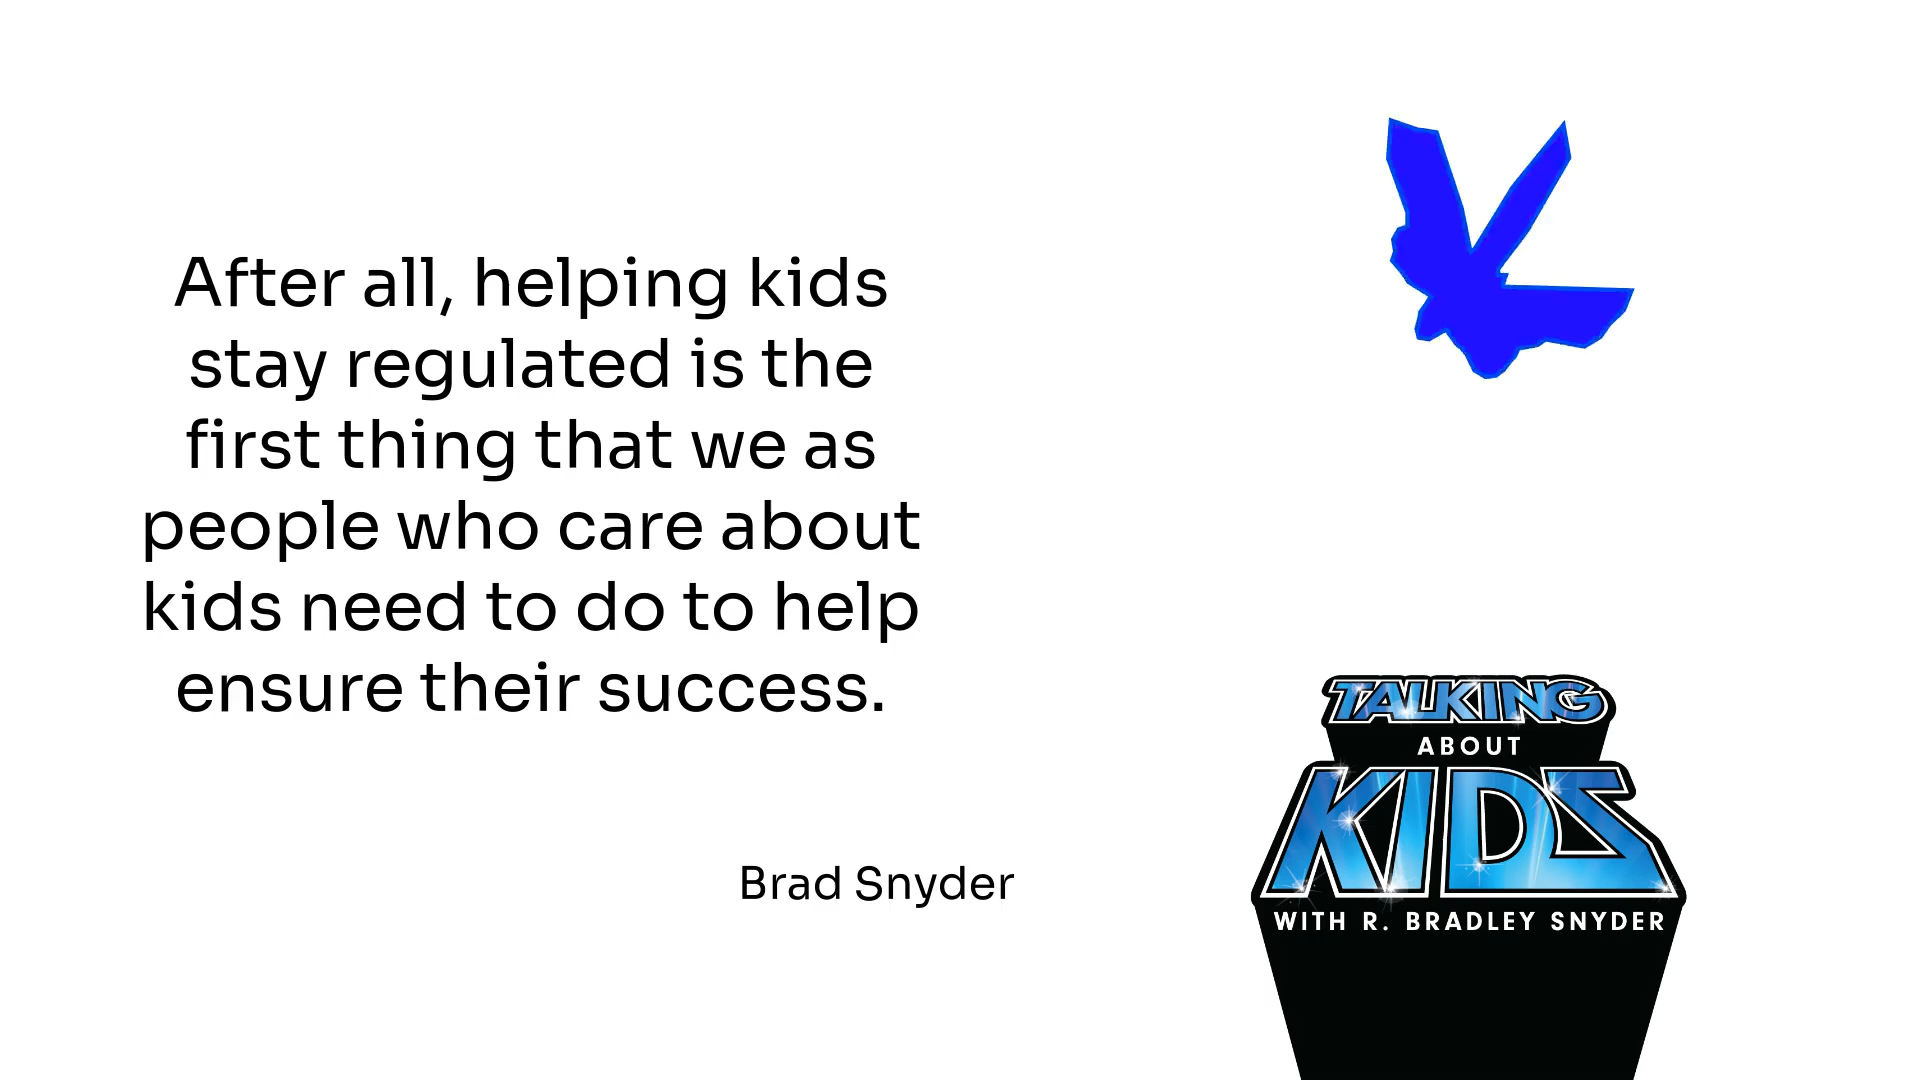 After all, helping kids
stay regulated is the
first thing that we as
people who care about
kids need to do to help
ensure their success.
Brad Snyder
TALKING
ABOUT
KIDS
WITH R. BRADLEY SNYDER